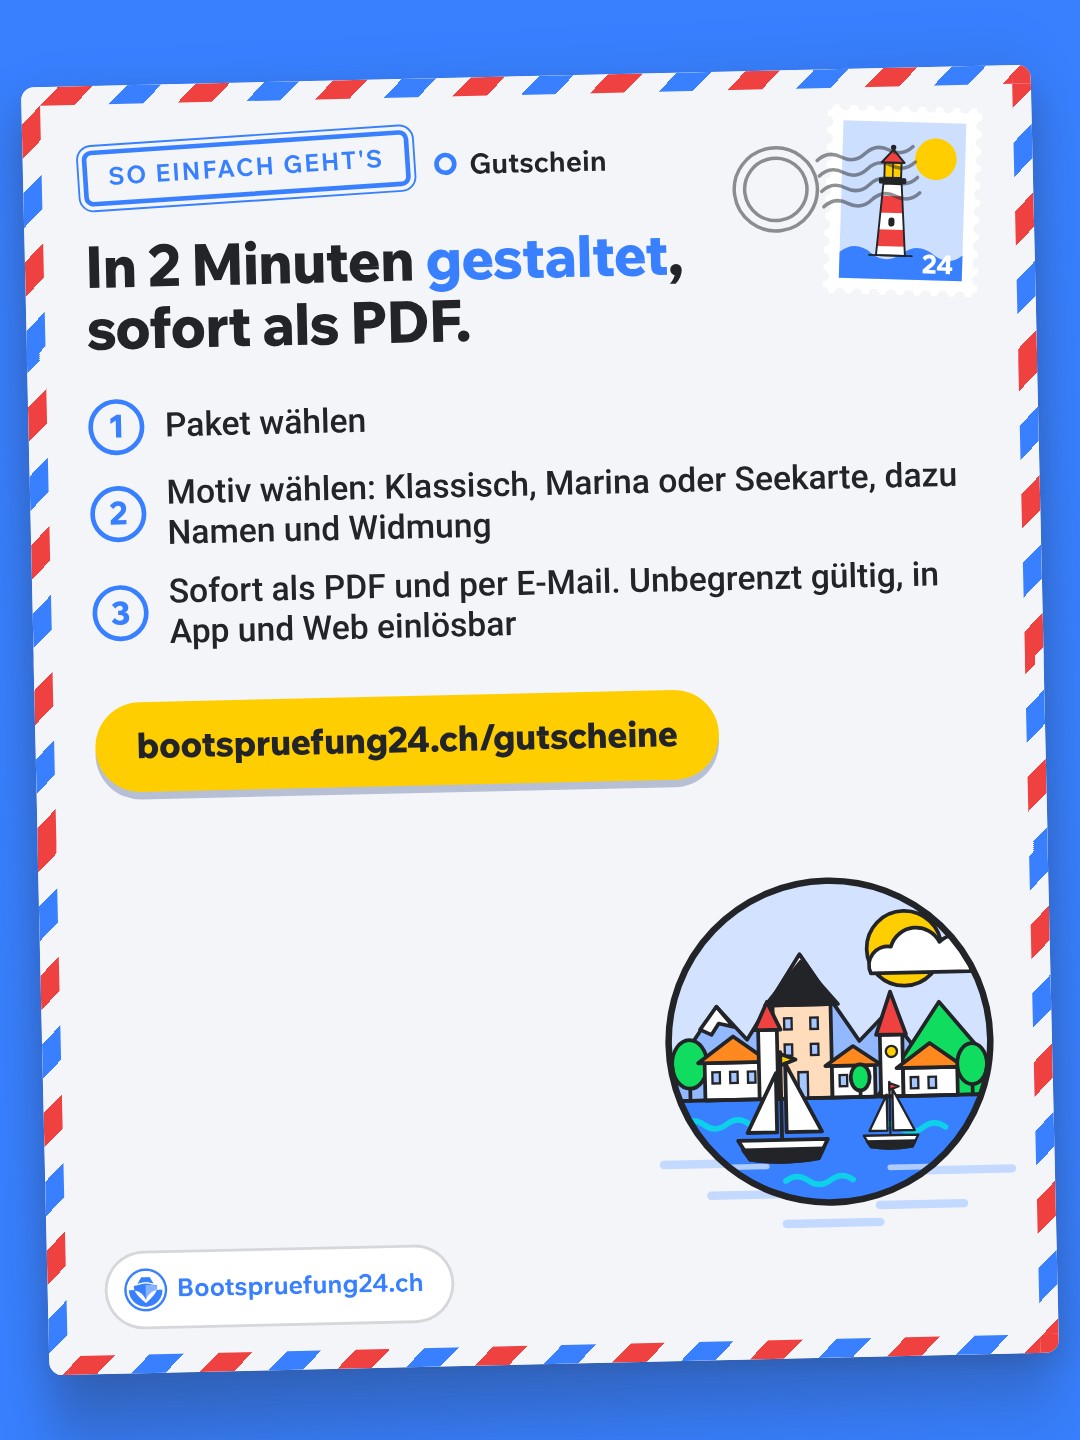 SO EINFACH GEHT'S
Gutschein
24
In 2 Minuten gestaltet,
sofort als PDF.
1 Paket wählen
2 Motiv wählen: Klassisch, Marina oder Seekarte, dazu
Namen und Widmung
3 Sofort als PDF und per E-Mail. Unbegrenzt gültig, in
App und Web einlösbar
bootspruefung24.ch/gutscheine
Bootspruefung24.ch